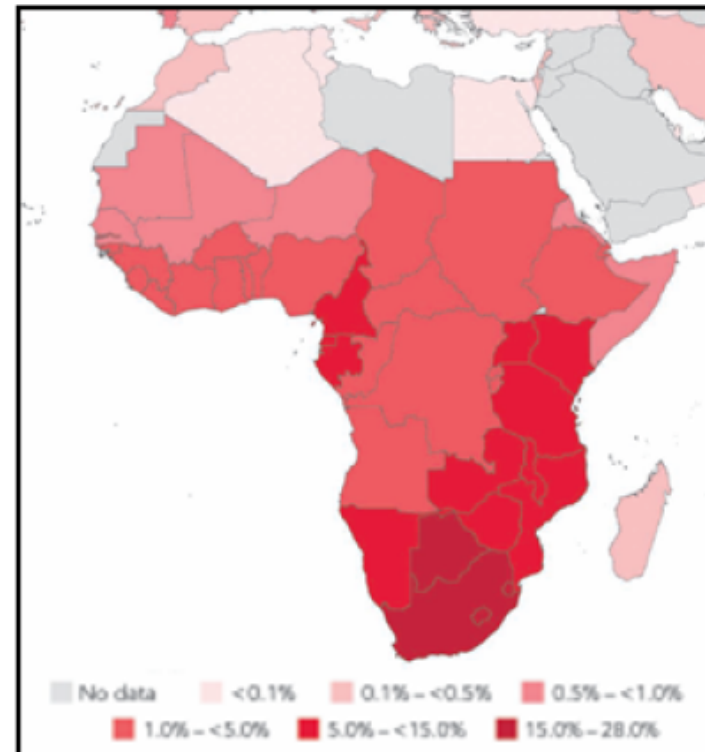 No data <0.1% 0.1% – <0.5% 0.5% – <1.0%
1.0% – <5.0% 5.0% – <15.0% 15.0% – 28.0%